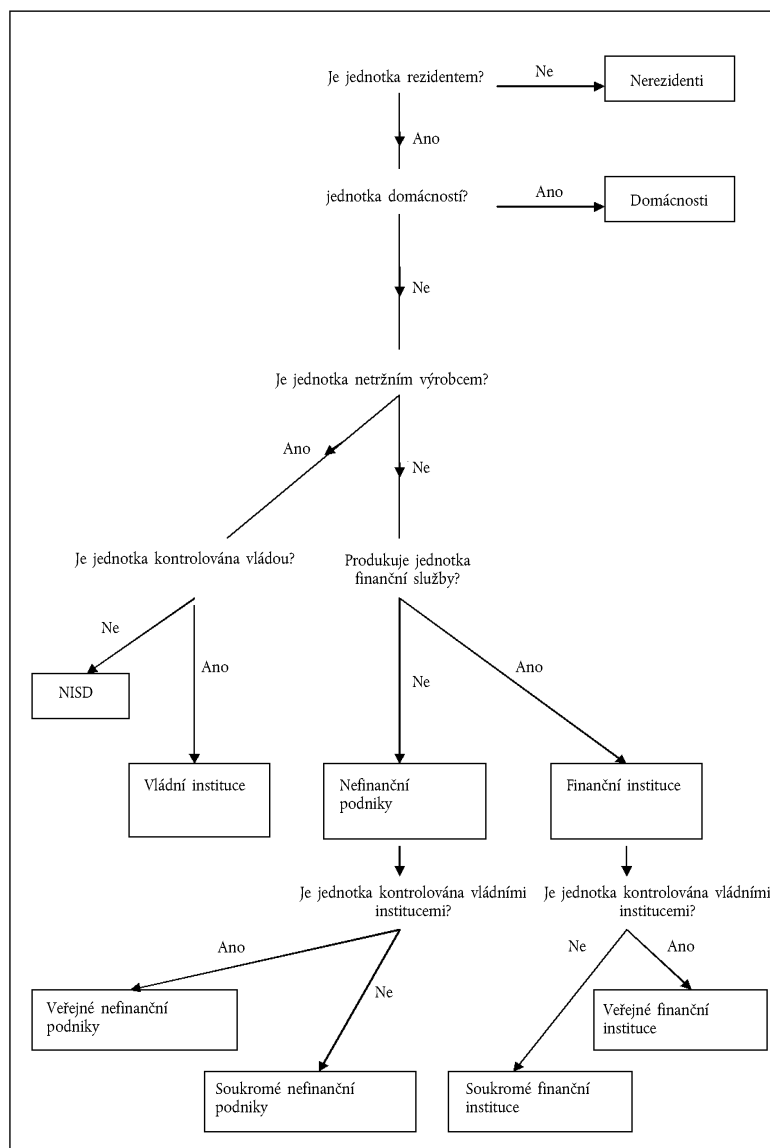 Je jednotka rezidentem?
Ne
Nerezidenti
Ano
jednotka domácností?
Ano
Domácnosti
Ne
Je jednotka netržním výrobcem?
Ano
Ne
Je jednotka kontrolována vládou?
Produkuje jednotka
finanční služby?
Ne
Ano
Ne
Ano
NISD
Vládní instituce
Nefinanční
podniky
Finanční instituce
Je jednotka kontrolována vládními
institucemi?
Je jednotka kontrolována vládními
institucemi?
Ano
Ne
Ne
Ano
Veřejné nefinanční
podniky
Veřejné finanční
instituce
Soukromé nefinanční
podniky
Soukromé finanční
instituce